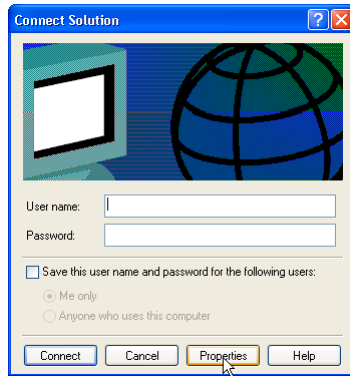 Connect Solution
User name:
Password:
Save this user name and password for the following users:
Me only
Anyone who uses this computer
Connect Cancel Properties Help